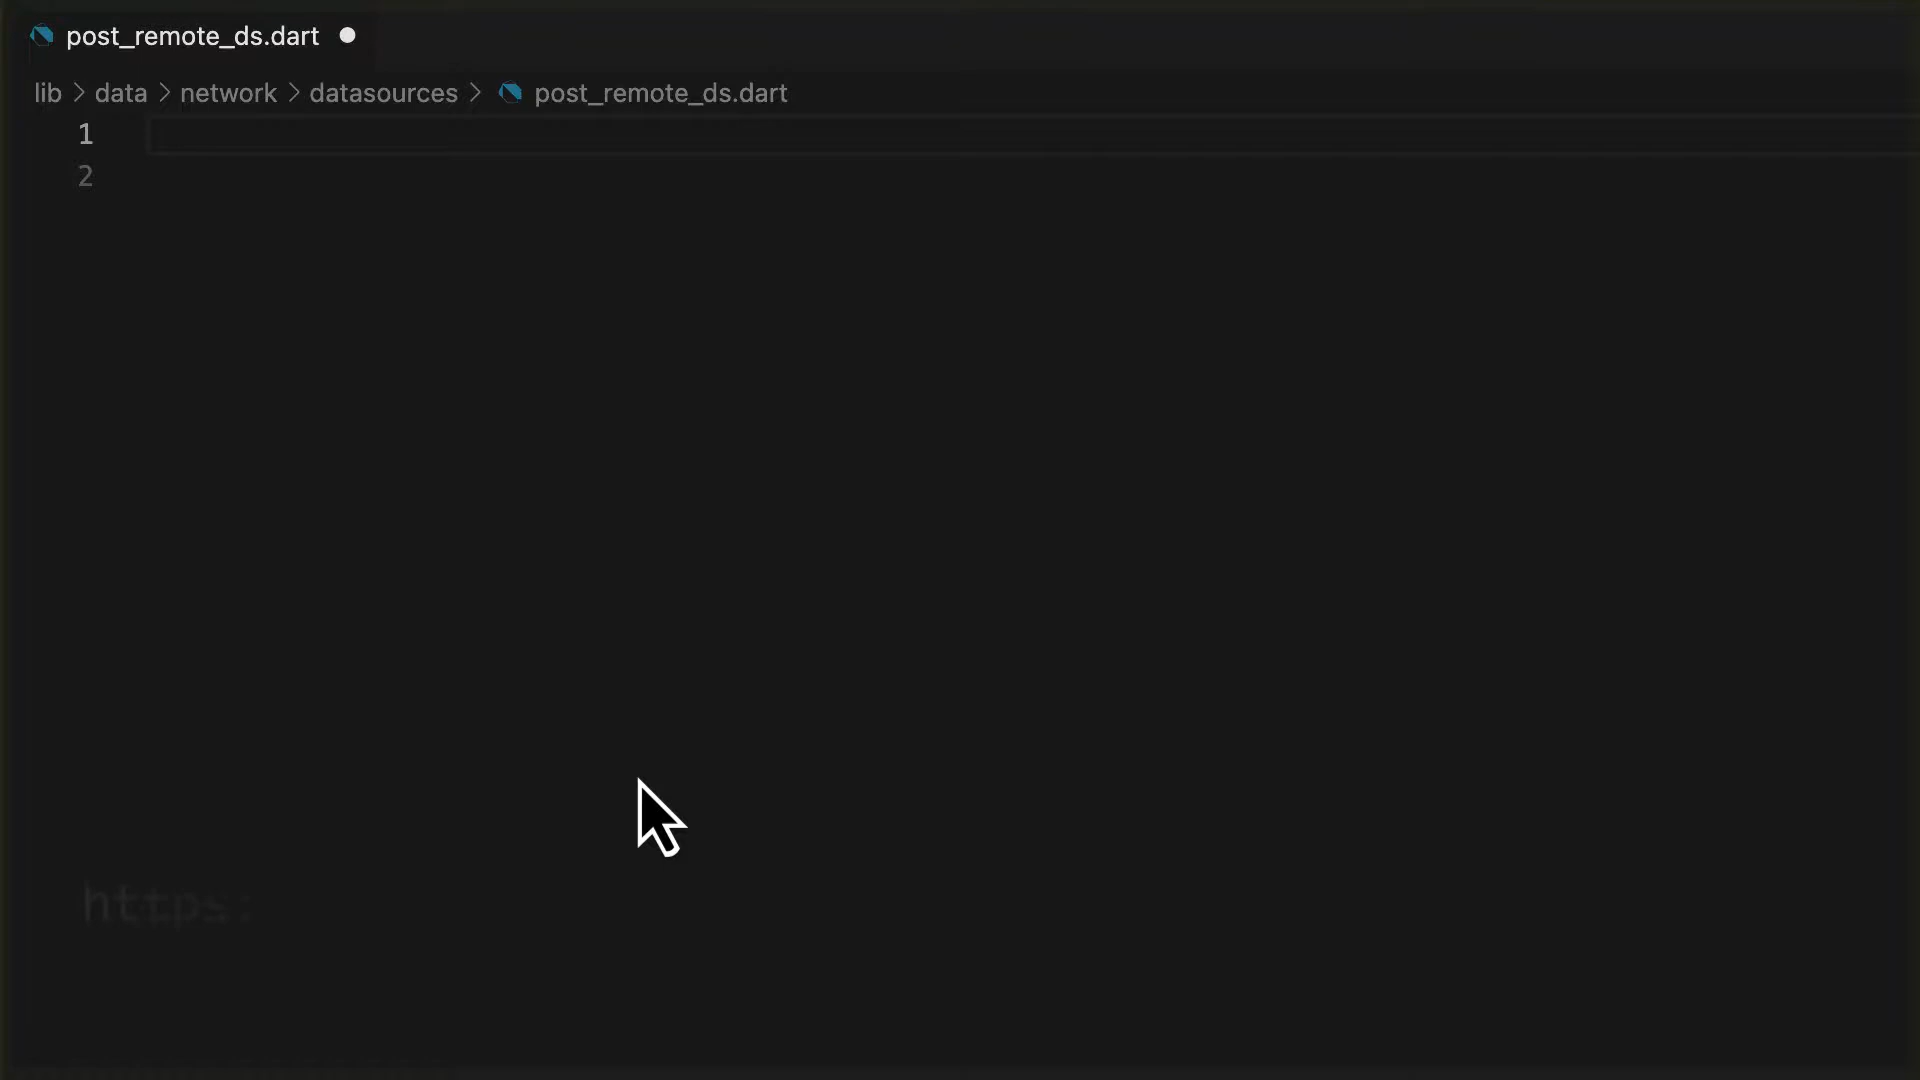 post_remote_ds.dart
lib > data > network > datasources > post_remote_ds.dart
1
2
https: